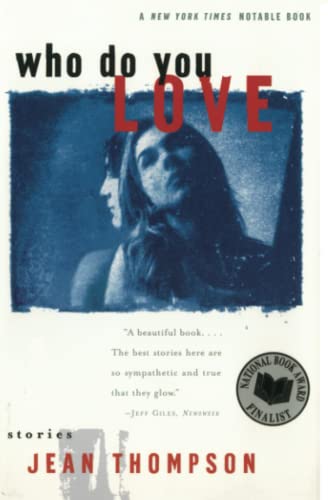 A NEW YORK TIMES NOTABLE BOOK
who do you
LOVE
"A beautiful book. . . .
The best stories here are
so sympathetic and true
that they glow."
–JEFF GILES, NEWSWEEK
NATIONAL BOOK AWARD
FINALIST
stories
JEAN THOMPSON